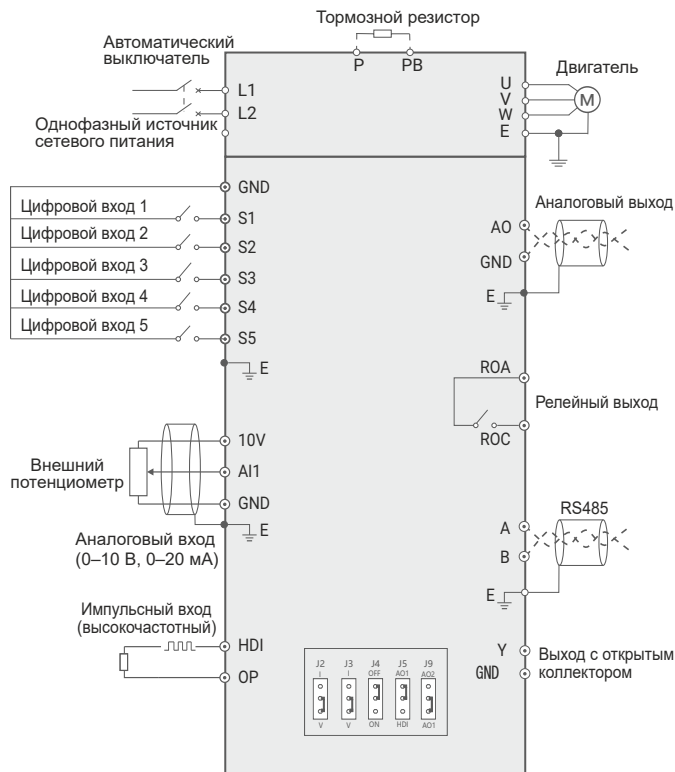 Тормозной резистор
P
PB
Автоматический
выключатель
L1
L2
Однофазный источник
сетевого питания
U
V
W
E
Двигатель
M
GND
Цифровой вход 1
S1
Цифровой вход 2
S2
Цифровой вход 3
S3
Цифровой вход 4
S4
Цифровой вход 5
S5
E
Аналоговый выход
AO
GND
E
ROA
Релейный выход
ROC
10V
Внешний
потенциометр
AI1
GND
E
Аналоговый вход
(0–10 В, 0–20 мА)
RS485
A
B
E
Импульсный вход
(высокочастотный)
HDI
OP
J2 J3 J4 J5 J9
I I OFF AO1 AO2
V V ON HDI AO1
Y
GND
Выход с открытым
коллектором